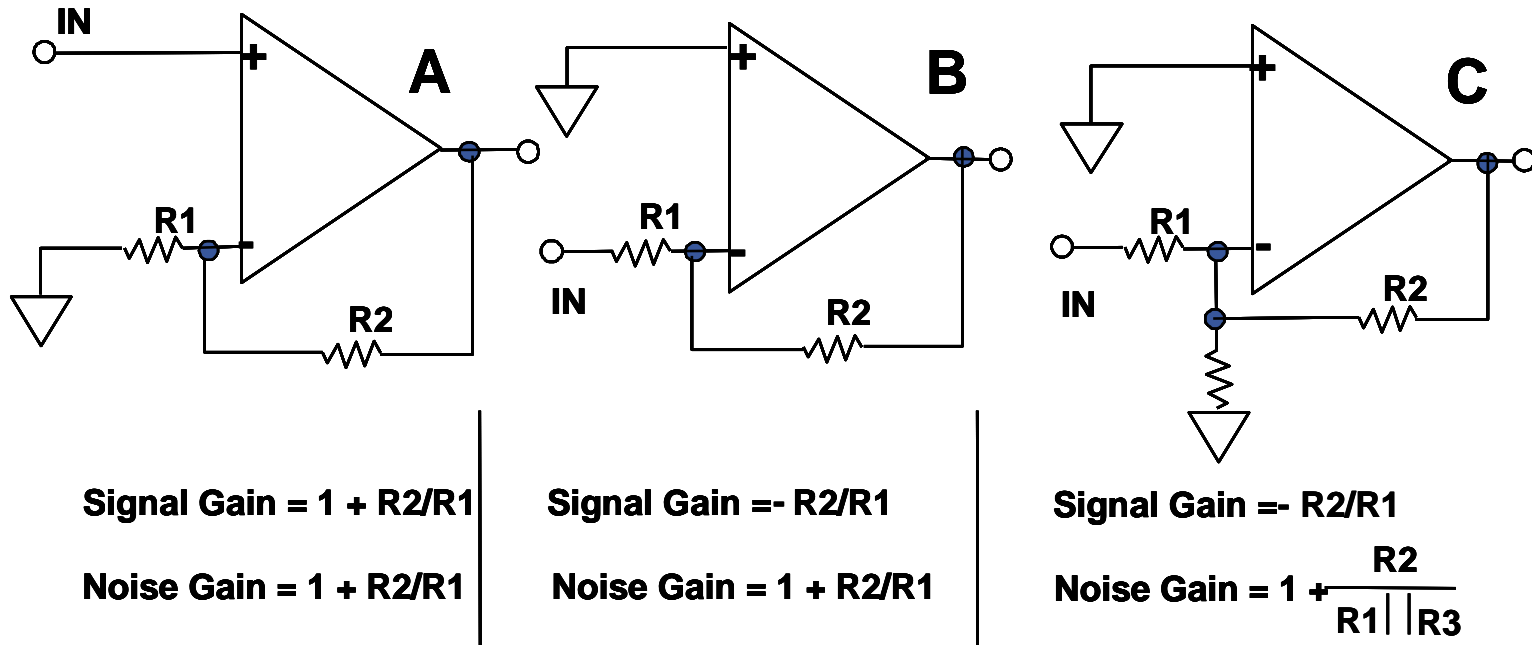 IN
+
A
R1
-
R2
Signal Gain = 1 + R2/R1
Noise Gain = 1 + R2/R1
+
B
R1
-
IN
R2
Signal Gain =- R2/R1
Noise Gain = 1 + R2/R1
+
C
R1
-
IN
R2
Signal Gain =- R2/R1
R2
Noise Gain = 1 +
R1||R3